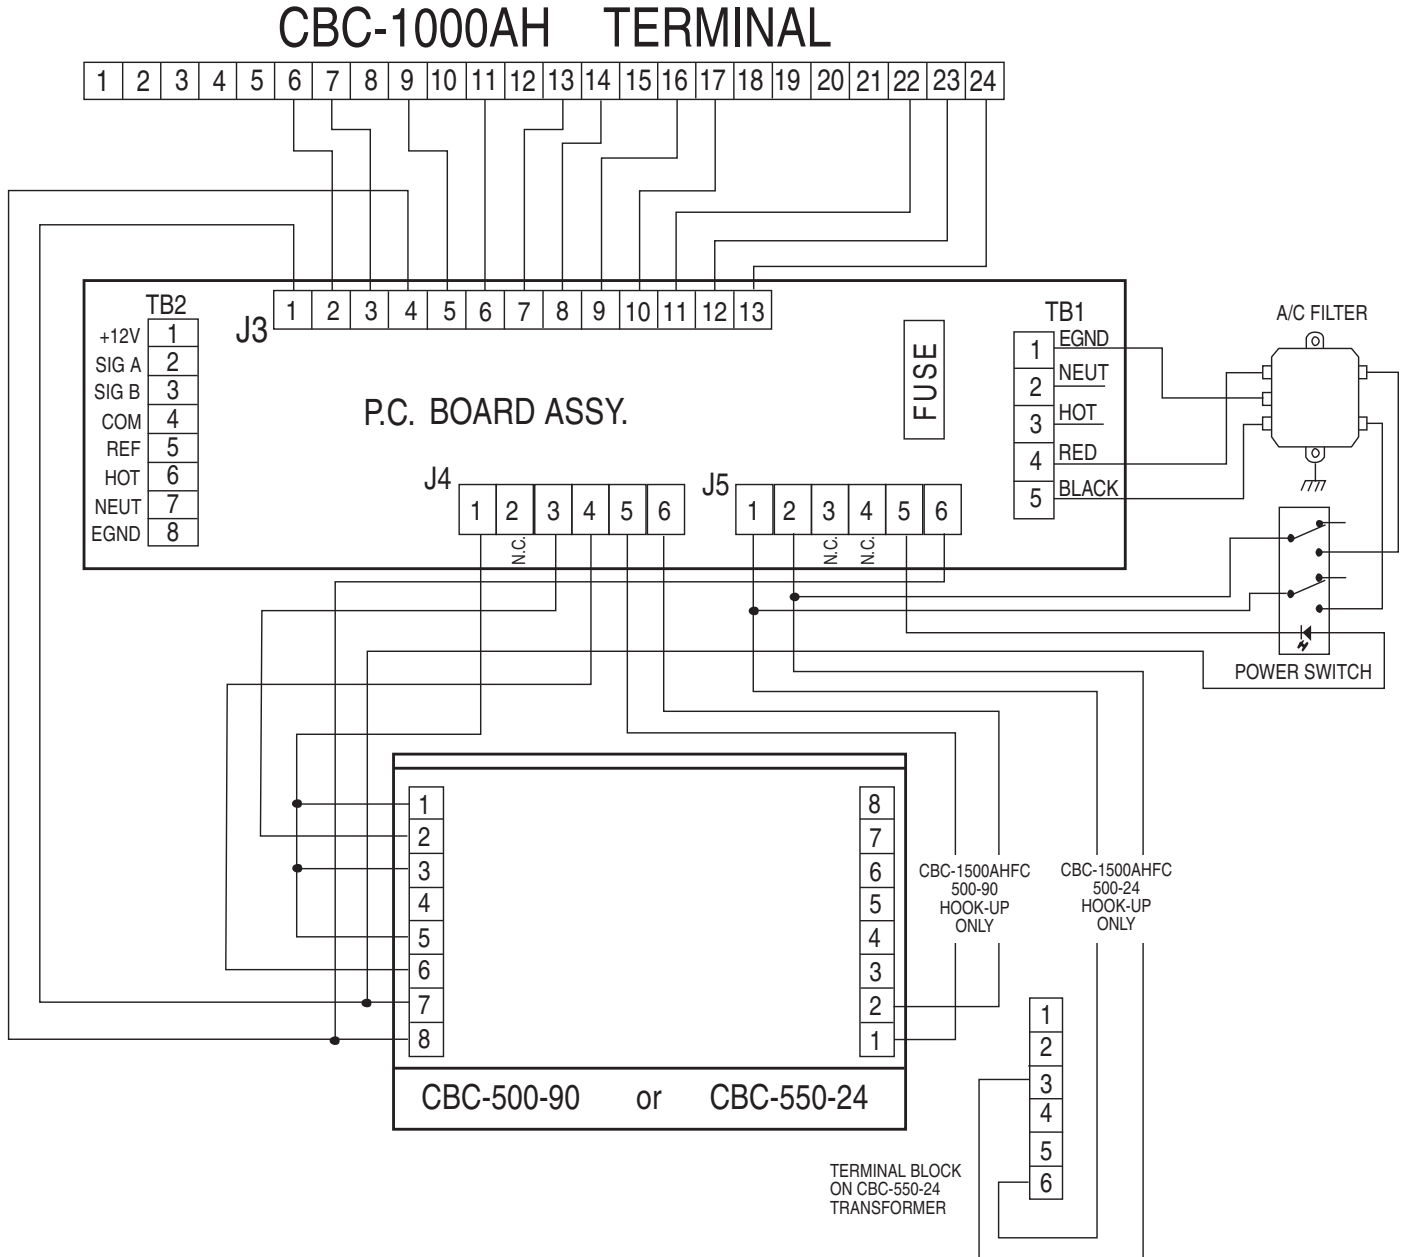 CBC-1000AH TERMINAL
1 2 3 4 5 6 7 8 9 10 11 12 13 14 15 16 17 18 19 20 21 22 23 24
TB2
+12V 1
SIG A 2
SIG B 3
COM 4
REF 5
HOT 6
NEUT 7
EGND 8
J3
1 2 3 4 5 6 7 8 9 10 11 12 13
P.C. BOARD ASSY.
FUSE
TB1
1 EGND
2 NEUT
3 HOT
4 RED
5 BLACK
A/C FILTER
J4
1 2 3 4 5 6
N.C.
J5
1 2 3 4 5 6
N.C.
N.C.
POWER SWITCH
1
2
3
4
5
6
7
8
8
7
6
5
4
3
2
1
CBC-500-90 or CBC-550-24
CBC-1500AHFC
500-90
HOOK-UP
ONLY
CBC-1500AHFC
500-24
HOOK-UP
ONLY
1
2
3
4
5
6
TERMINAL BLOCK
ON CBC-550-24
TRANSFORMER